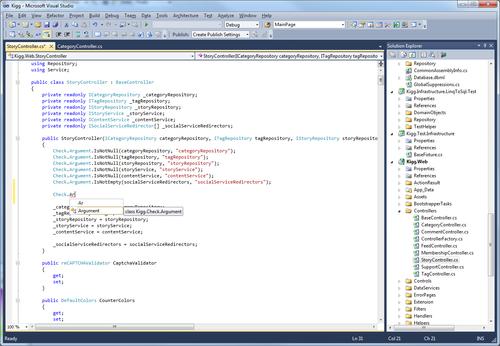 Kigg - Microsoft Visual Studio
File Edit View Refactor Project Build Debug Team Data Tools Architecture Test Analyze Window Help
Debug MainPage
Publish: Create Publish Settings
StoryController.cs* CategoryController.cs
Kigg.Web.StoryController StoryController(ICategoryRepository categoryRepository, ITagRepository tagRepositor
using Repository;
using Service;
public class StoryController : BaseController
{
private readonly ICategoryRepository _categoryRepository;
private readonly ITagRepository _tagRepository;
private readonly IStoryRepository _storyRepository;
private readonly IStoryService _storyService;
private readonly IContentService _contentService;
private readonly ISocialServiceRedirector[] _socialServiceRedirectors;
public StoryController(ICategoryRepository categoryRepository, ITagRepository tagRepository, IStoryRepository storyReposito
{
Check.Argument.IsNotNull(categoryRepository, "categoryRepository");
Check.Argument.IsNotNull(tagRepository, "tagRepository");
Check.Argument.IsNotNull(storyRepository, "storyRepository");
Check.Argument.IsNotNull(storyService, "storyService");
Check.Argument.IsNotNull(contentService, "contentService");
Check.Argument.IsNotEmpty(socialServiceRedirectors, "socialServiceRedirectors");
Check.Ar
Ar
Argument class Kigg.Check.Argument
_storyRepository = storyRepository;
_storyService = storyService;
_contentService = contentService;
_socialServiceRedirectors = socialServiceRedirectors;
}
public reCAPTCHAValidator CaptchaValidator
{
get;
set;
}
public DefaultColors CounterColors
{
get;
set;
100 %
Solution Explorer
Repository
CommonAssemblyInfo.cs
Database.dbml
GlobalSuppressions.cs
Kigg.Infrastructure.LinqToSql.Test
Properties
References
DomainObjects
Repository
TestHelper
Kigg.Test.Infrastructure
Properties
References
BaseFixture.cs
Kigg.Web
Properties
References
ActionResult
App_Data
Assets
BootstrapperTasks
Controllers
BaseController.cs
CategoryController.cs
CommentController.cs
ControllerFactory.cs
FeedController.cs
MembershipController.cs
StoryController.cs
SupportController.cs
TagController.cs
Controls
DataServices
ErrorPages
Extension
Filters
Handlers
Helpers
Ready Ln 31 Col 21 Ch 21 INS